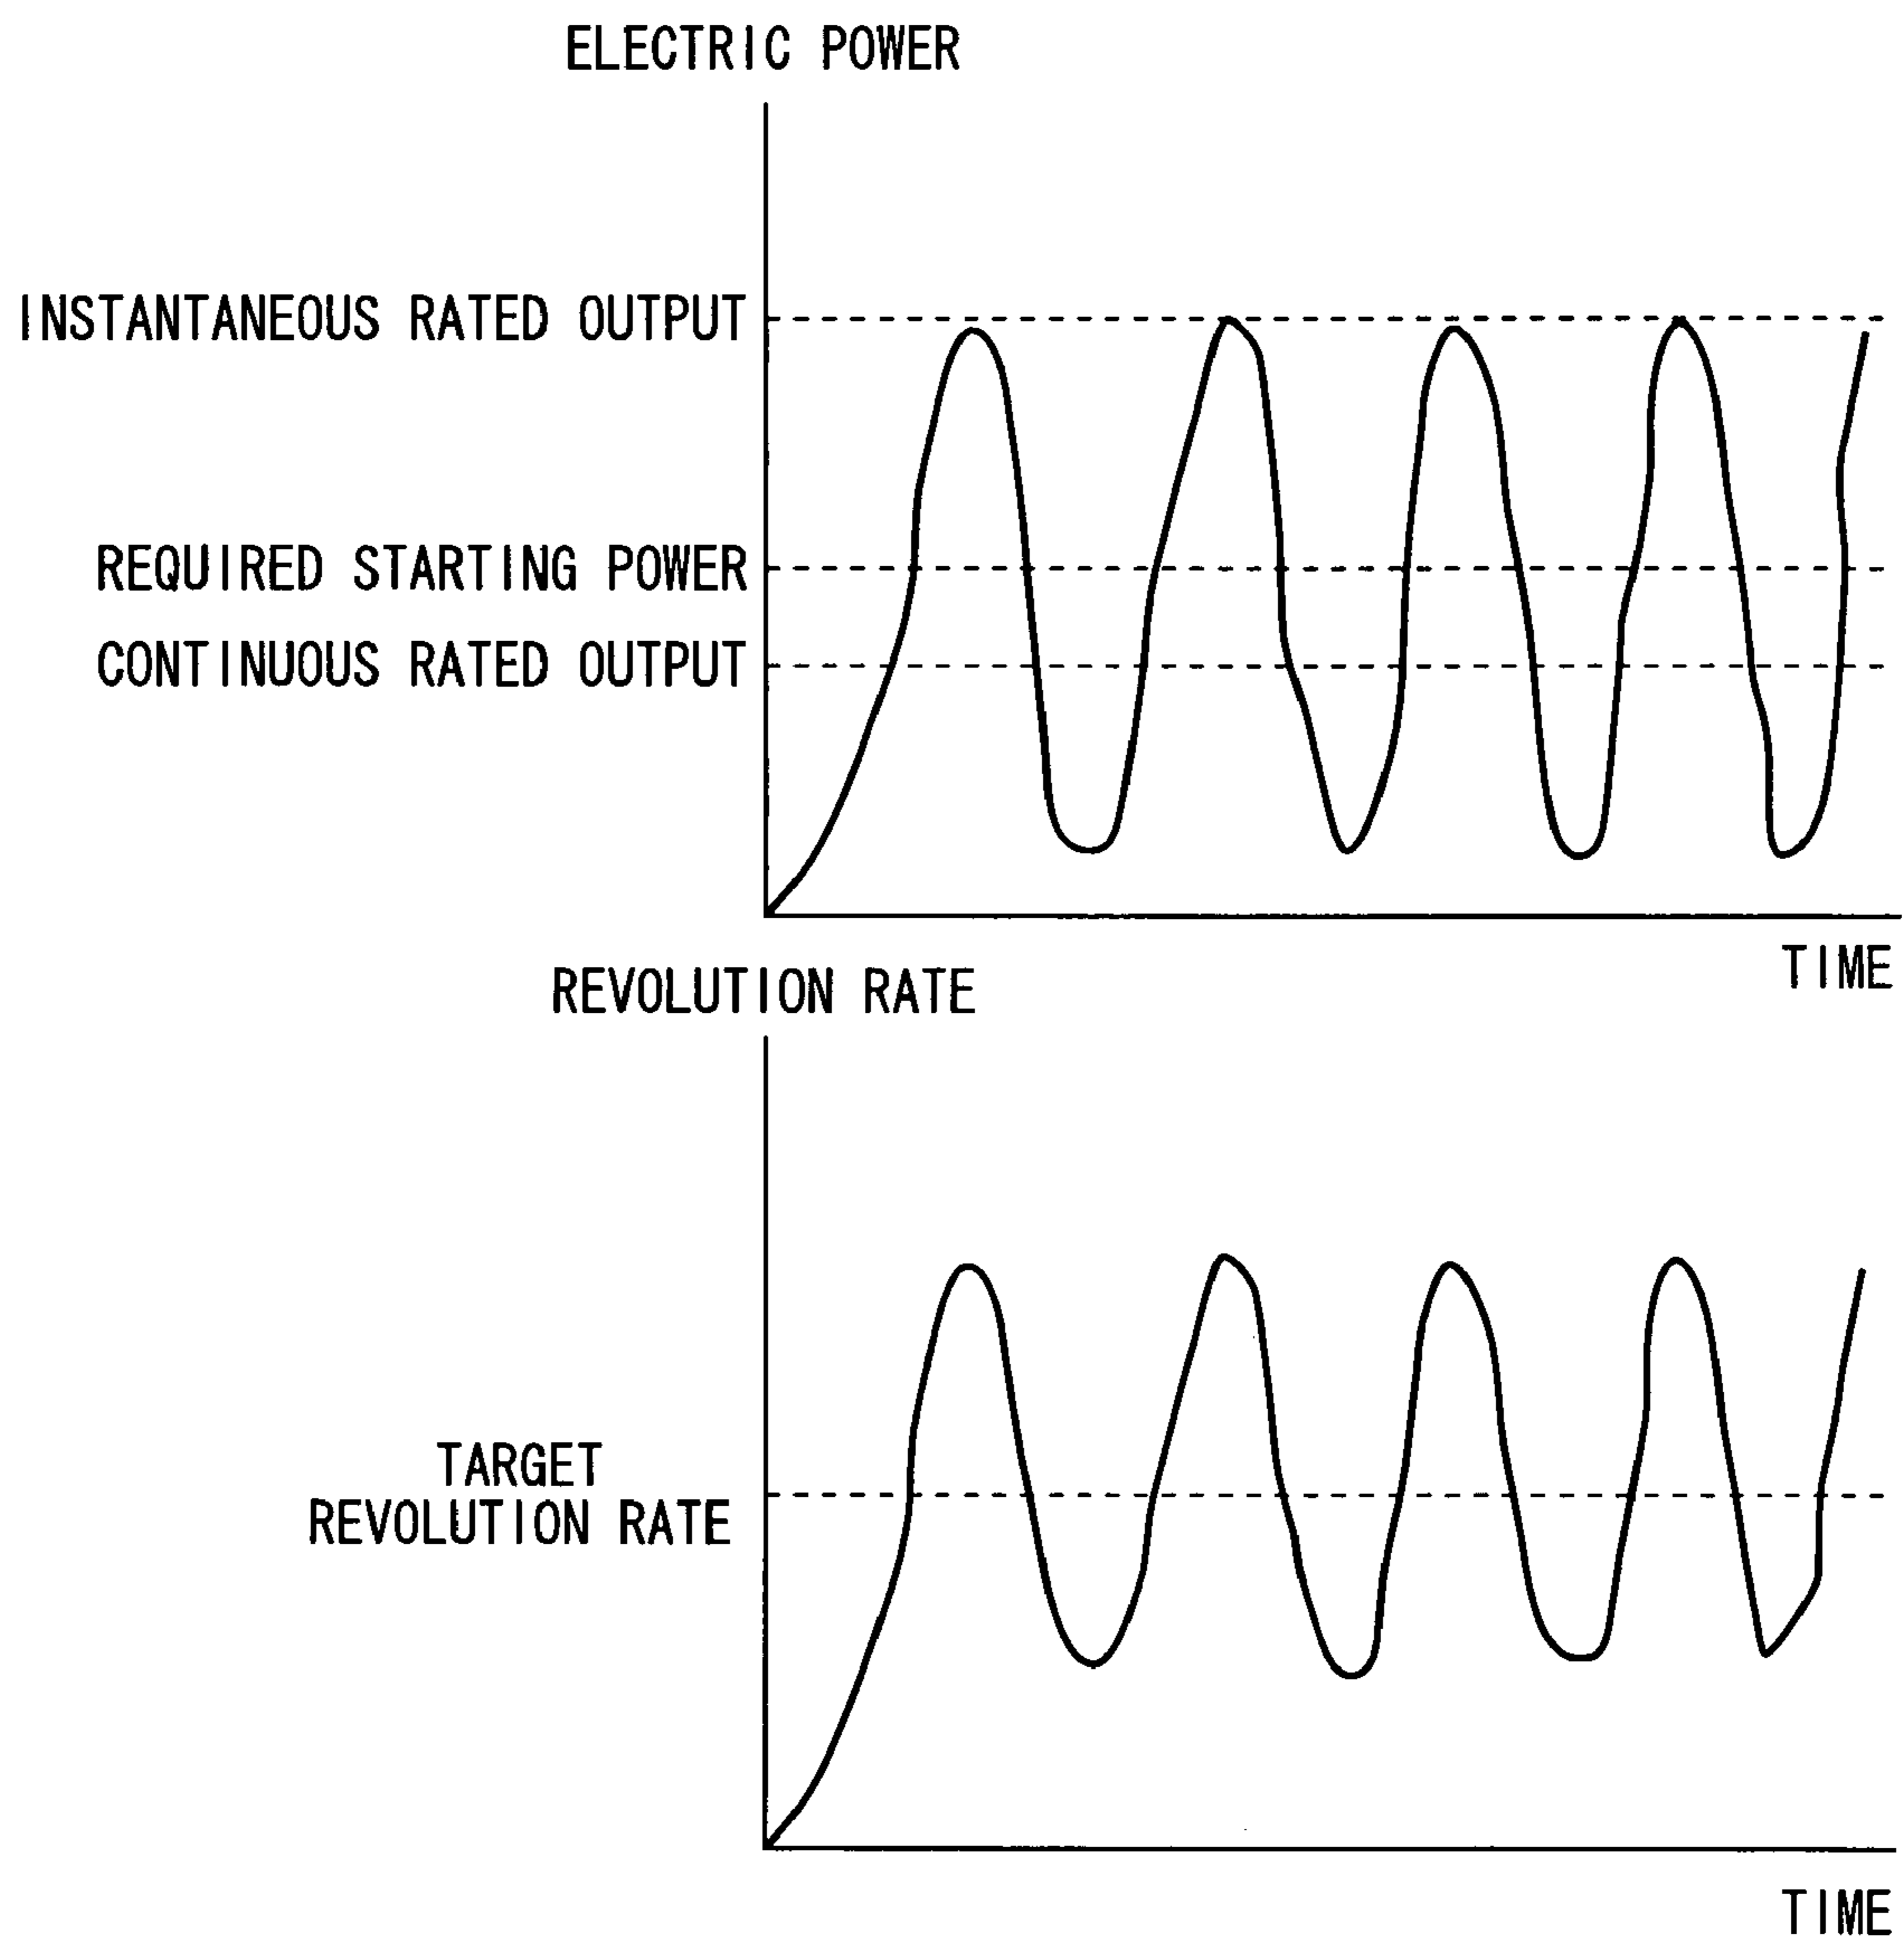 ELECTRIC POWER
INSTANTANEOUS RATED OUTPUT
REQUIRED STARTING POWER
CONTINUOUS RATED OUTPUT
TIME
REVOLUTION RATE
TARGET
REVOLUTION RATE
TIME